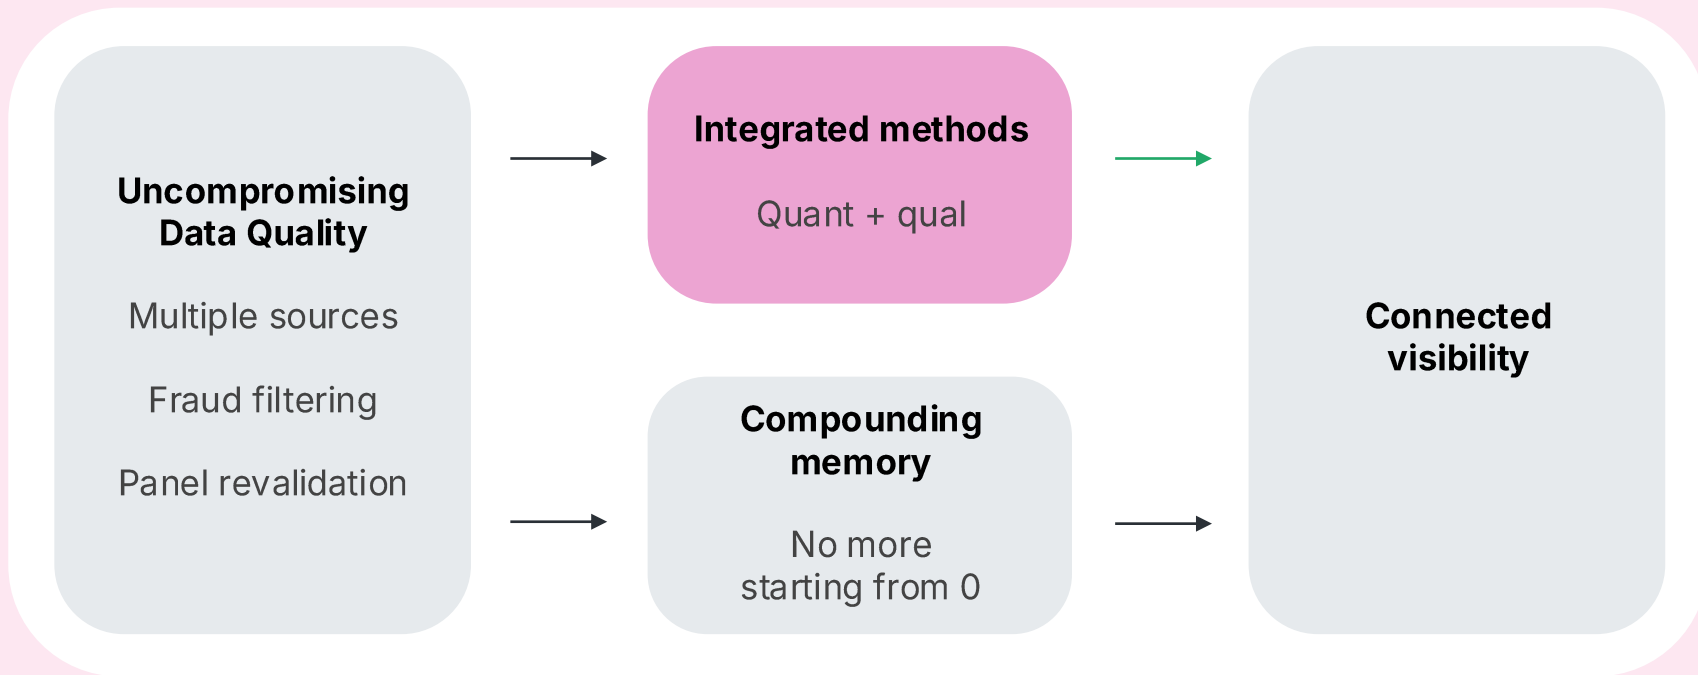 Uncompromising
Data Quality
Multiple sources
Fraud filtering
Panel revalidation
Integrated methods
Quant + qual
Compounding
memory
No more
starting from 0
Connected
visibility